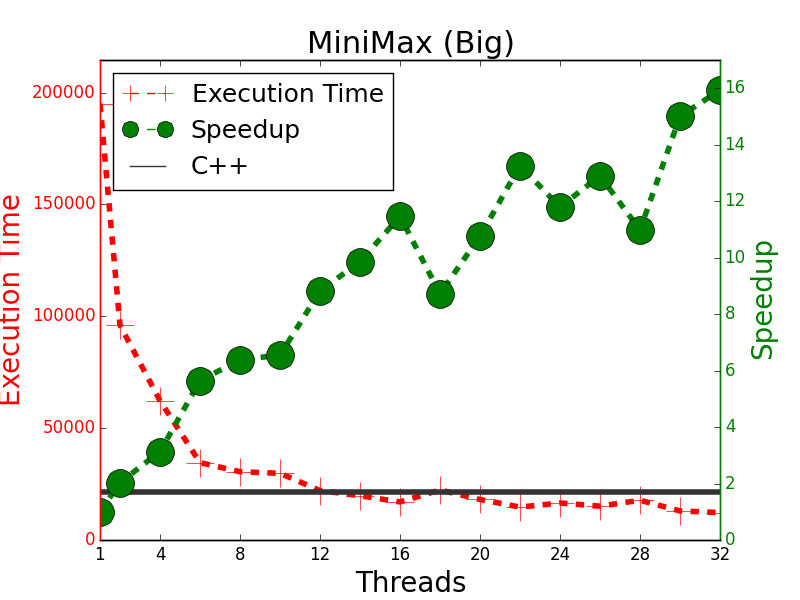 MiniMax (Big)
Execution Time
Speedup
C++
200000
150000
100000
50000
0
Execution Time
16
14
12
10
8
6
4
2
0
Speedup
1 4 8 12 16 20 24 28 32
Threads